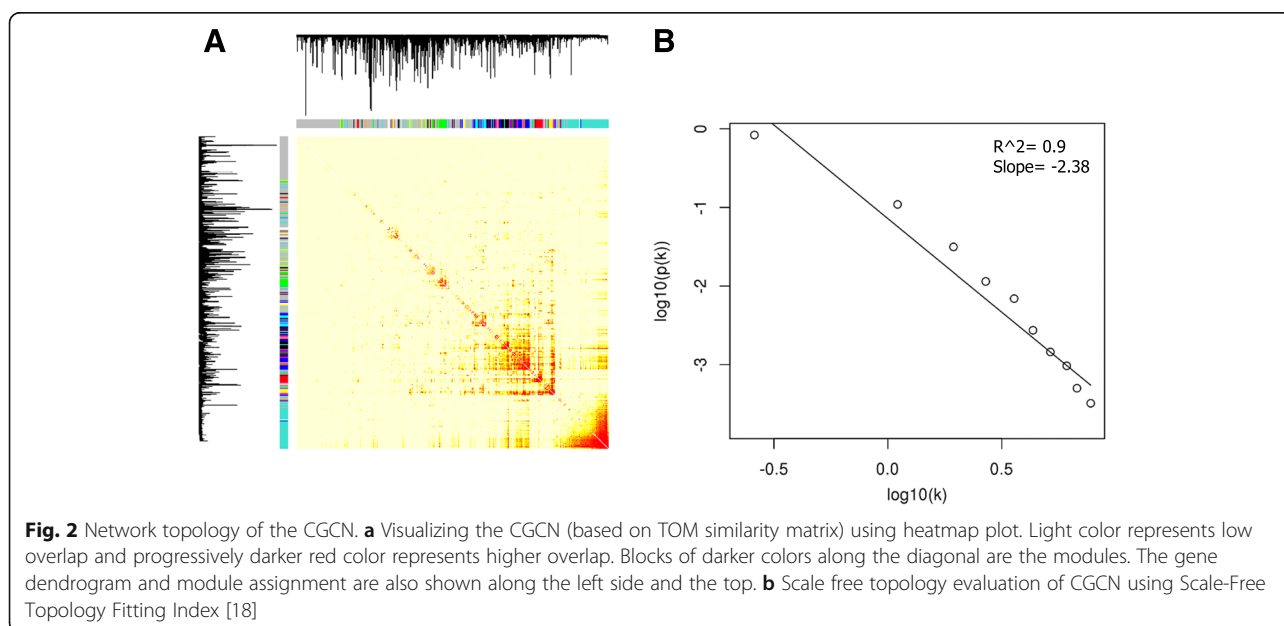 A
B
R^2= 0.9
Slope= -2.38
0
-1
-2
-3
log10(p(k))
-0.5
0.0
0.5
log10(k)
Fig. 2 Network topology of the CGCN. a Visualizing the CGCN (based on TOM similarity matrix) using heatmap plot. Light color represents low
overlap and progressively darker red color represents higher overlap. Blocks of darker colors along the diagonal are the modules. The gene
dendrogram and module assignment are also shown along the left side and the top. b Scale free topology evaluation of CGCN using Scale-Free
Topology Fitting Index [18]